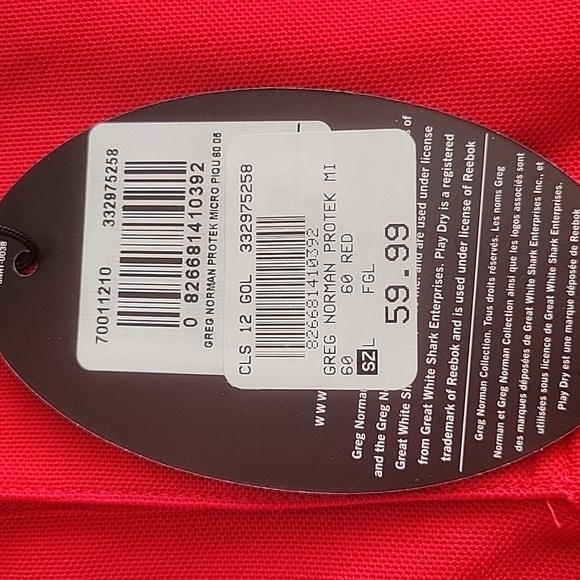 332975258
70011210
0 826681410392
GREG NORMAN PROTEK MICRO PIQU 60 06
CLS 12 GOL 332975258
826681410392
GREG NORMAN PROTEK MI
60 60 RED
SZ L FGL
59.99
www
of
and are used under license
Greg Norman
and the Greg N
Great White Sh Enterprises. Play Dry is a registered
from Great White Shark
trademark of Reebok and is used under license of Reebok
Greg Norman Collection. Tous droits réservés. Les noms Greg
Norman et Greg Norman Collection ainsi que les logos associés sont
des marques déposées de Great White Shark Enterprises Inc., et
utilisées sous licence de Great White Shark Enterprises.
Play Dry est une marque déposée de Reebok